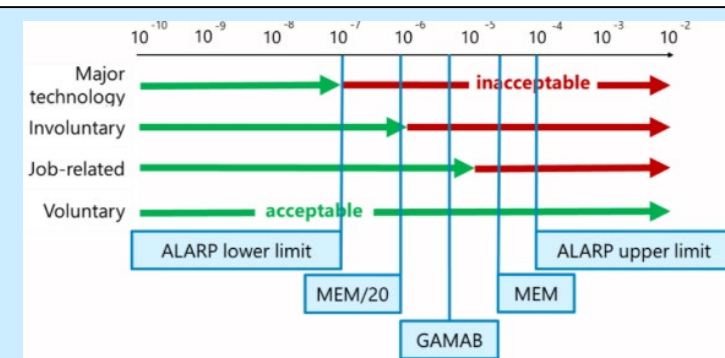 10^-10 10^-9 10^-8 10^-7 10^-6 10^-5 10^-4 10^-3 10^-2
Major
technology
inacceptable
Involuntary
Job-related
Voluntary
acceptable
ALARP lower limit
ALARP upper limit
MEM/20
MEM
GAMAB